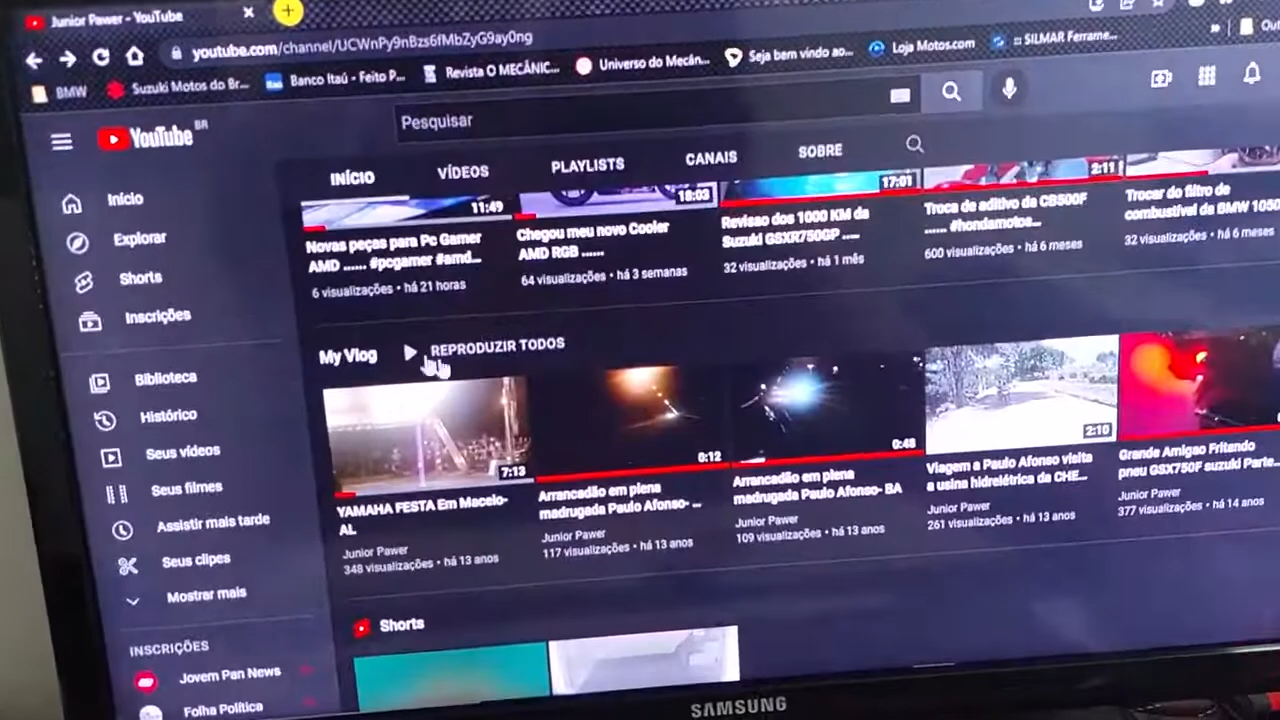 Junior Pawer - YouTube
youtube.com/channel/UCWnPy9nBzs6fMbZyG9ay0ng
BMW
Suzuki Motos do Br...
Banco Itaú - Feito P...
Revista O MECÂNIC...
Universo do Mecân...
Seja bem vindo ao...
Loja Motos.com
:: SILMAR Ferrame...
YouTube BR
Pesquisar
INÍCIO
VÍDEOS
PLAYLISTS
CANAIS
SOBRE
Início
Explorar
Shorts
Inscrições
Biblioteca
Histórico
Seus vídeos
Seus filmes
Assistir mais tarde
Seus clipes
Mostrar mais
INSCRIÇÕES
Jovem Pan News
Folha Política
11:49
Novas peças para Pc Gamer
AMD ...... #pcgamer #amd...
6 visualizações • há 21 horas
18:03
Chegou meu novo Cooler
AMD RGB ......
64 visualizações • há 3 semanas
17:01
Revisao dos 1000 KM da
Suzuki GSXR750GP .....
32 visualizações • há 1 mês
2:11
Troca de aditivo da CB500F
...... #hondamotoa...
600 visualizações • há 6 meses
Trocar do filtro de
combustível da BMW 1050
32 visualizações • há 6 meses
My Vlog
REPRODUZIR TODOS
7:13
YAMAHA FESTA Em Maceio-
AL
Junior Pawer
348 visualizações • há 13 anos
0:12
Arrancadão em plena
madrugada Paulo Afonso- ...
Junior Pawer
117 visualizações • há 13 anos
0:48
Arrancadão em plena
madrugada Paulo Afonso- BA
Junior Pawer
109 visualizações • há 13 anos
2:10
Viagem a Paulo Afonso visita
a usina hidrelétrica da CHE...
Junior Pawer
261 visualizações • há 13 anos
Grande Amigao Fritando
pneu GSX750F suzuki Parte...
Junior Pawer
377 visualizações • há 14 anos
Shorts
SAMSUNG